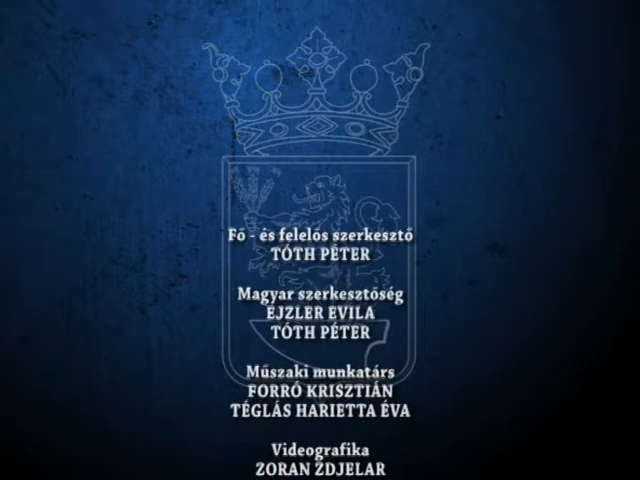 Fő - és felelős szerkesztő
TÓTH PÉTER
Magyar szerkesztőség
EJZLER EVILA
TÓTH PÉTER
Műszaki munkatárs
FORRÓ KRISZTIÁN
TÉGLÁS HARIETTA ÉVA
Videografika
ZORAN ZDJELAR